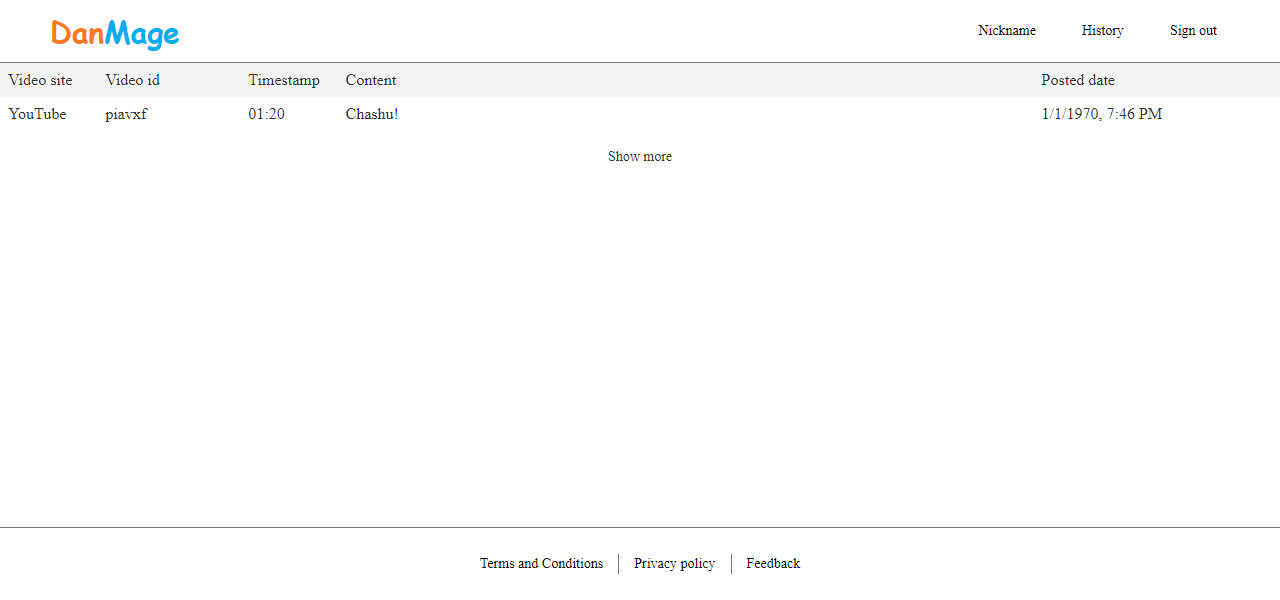 DanMage Nickname History Sign out
Video site Video id Timestamp Content Posted date
YouTube piavxf 01:20 Chashu! 1/1/1970, 7:46 PM
Show more
Terms and Conditions Privacy policy Feedback